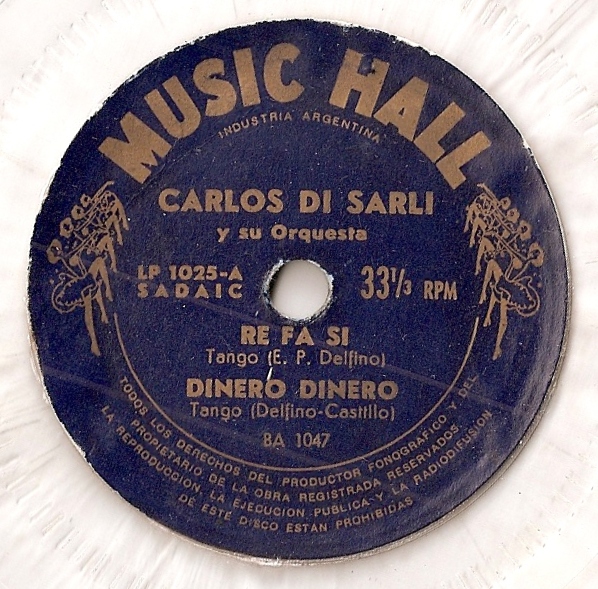 MUSIC HALL
INDUSTRIA ARGENTINA
CARLOS DI SARLI
y su Orquesta
LP 1025-A
SADAIC
33⅓ RPM
RE FA SI
Tango (E. P. Delfino)
DINERO DINERO
Tango (Delfino-Castillo)
BA 1047
TODOS LOS DERECHOS DEL PRODUCTOR FONOGRAFICO Y DEL
PROPIETARIO DE LA OBRA REGISTRADA RESERVADOS.
LA REPRODUCCION, LA EJECUCION PUBLICA Y LA RADIODIFUSION
DE ESTE DISCO ESTAN PROHIBIDAS